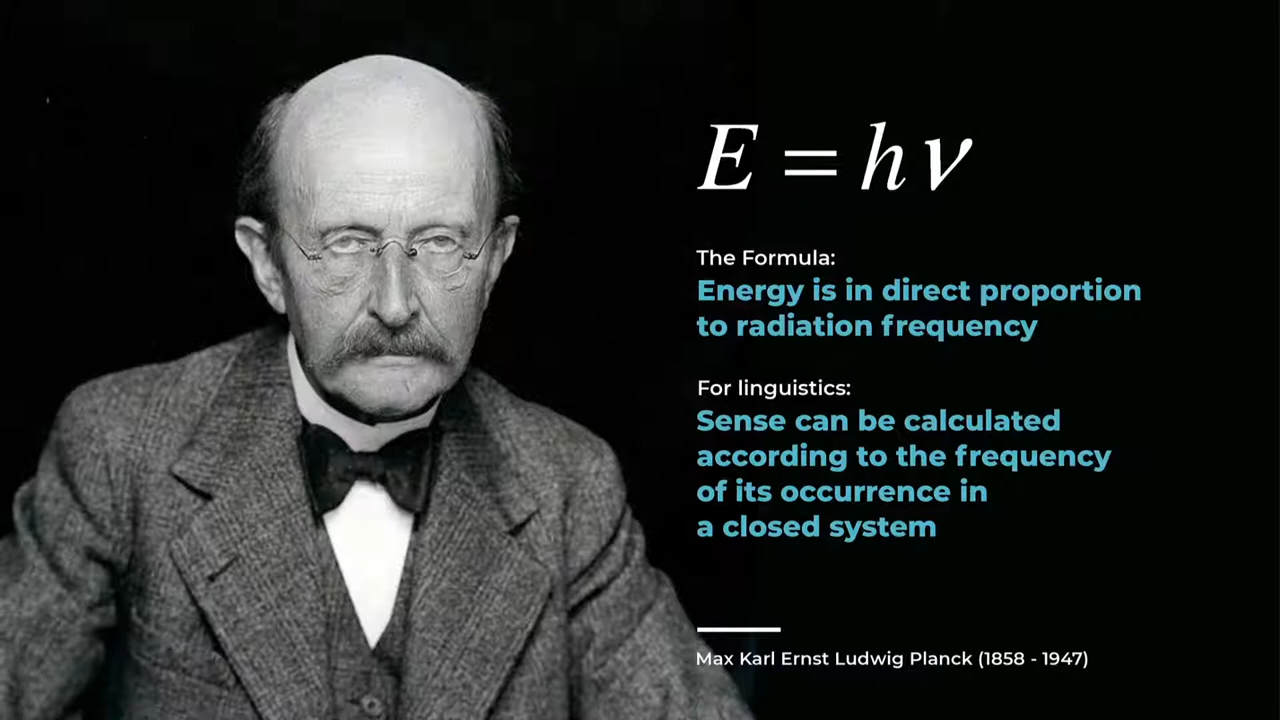 E = hν
The Formula:
Energy is in direct proportion
to radiation frequency
For linguistics:
Sense can be calculated
according to the frequency
of its occurrence in
a closed system
Max Karl Ernst Ludwig Planck (1858 - 1947)